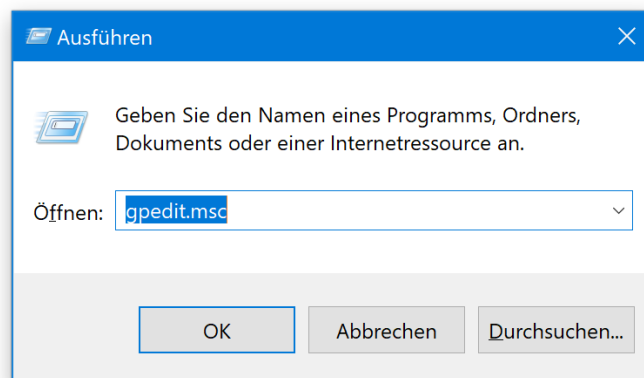 Ausführen
Geben Sie den Namen eines Programms, Ordners,
Dokuments oder einer Internetressource an.
Öffnen: gpedit.msc
OK Abbrechen Durchsuchen...